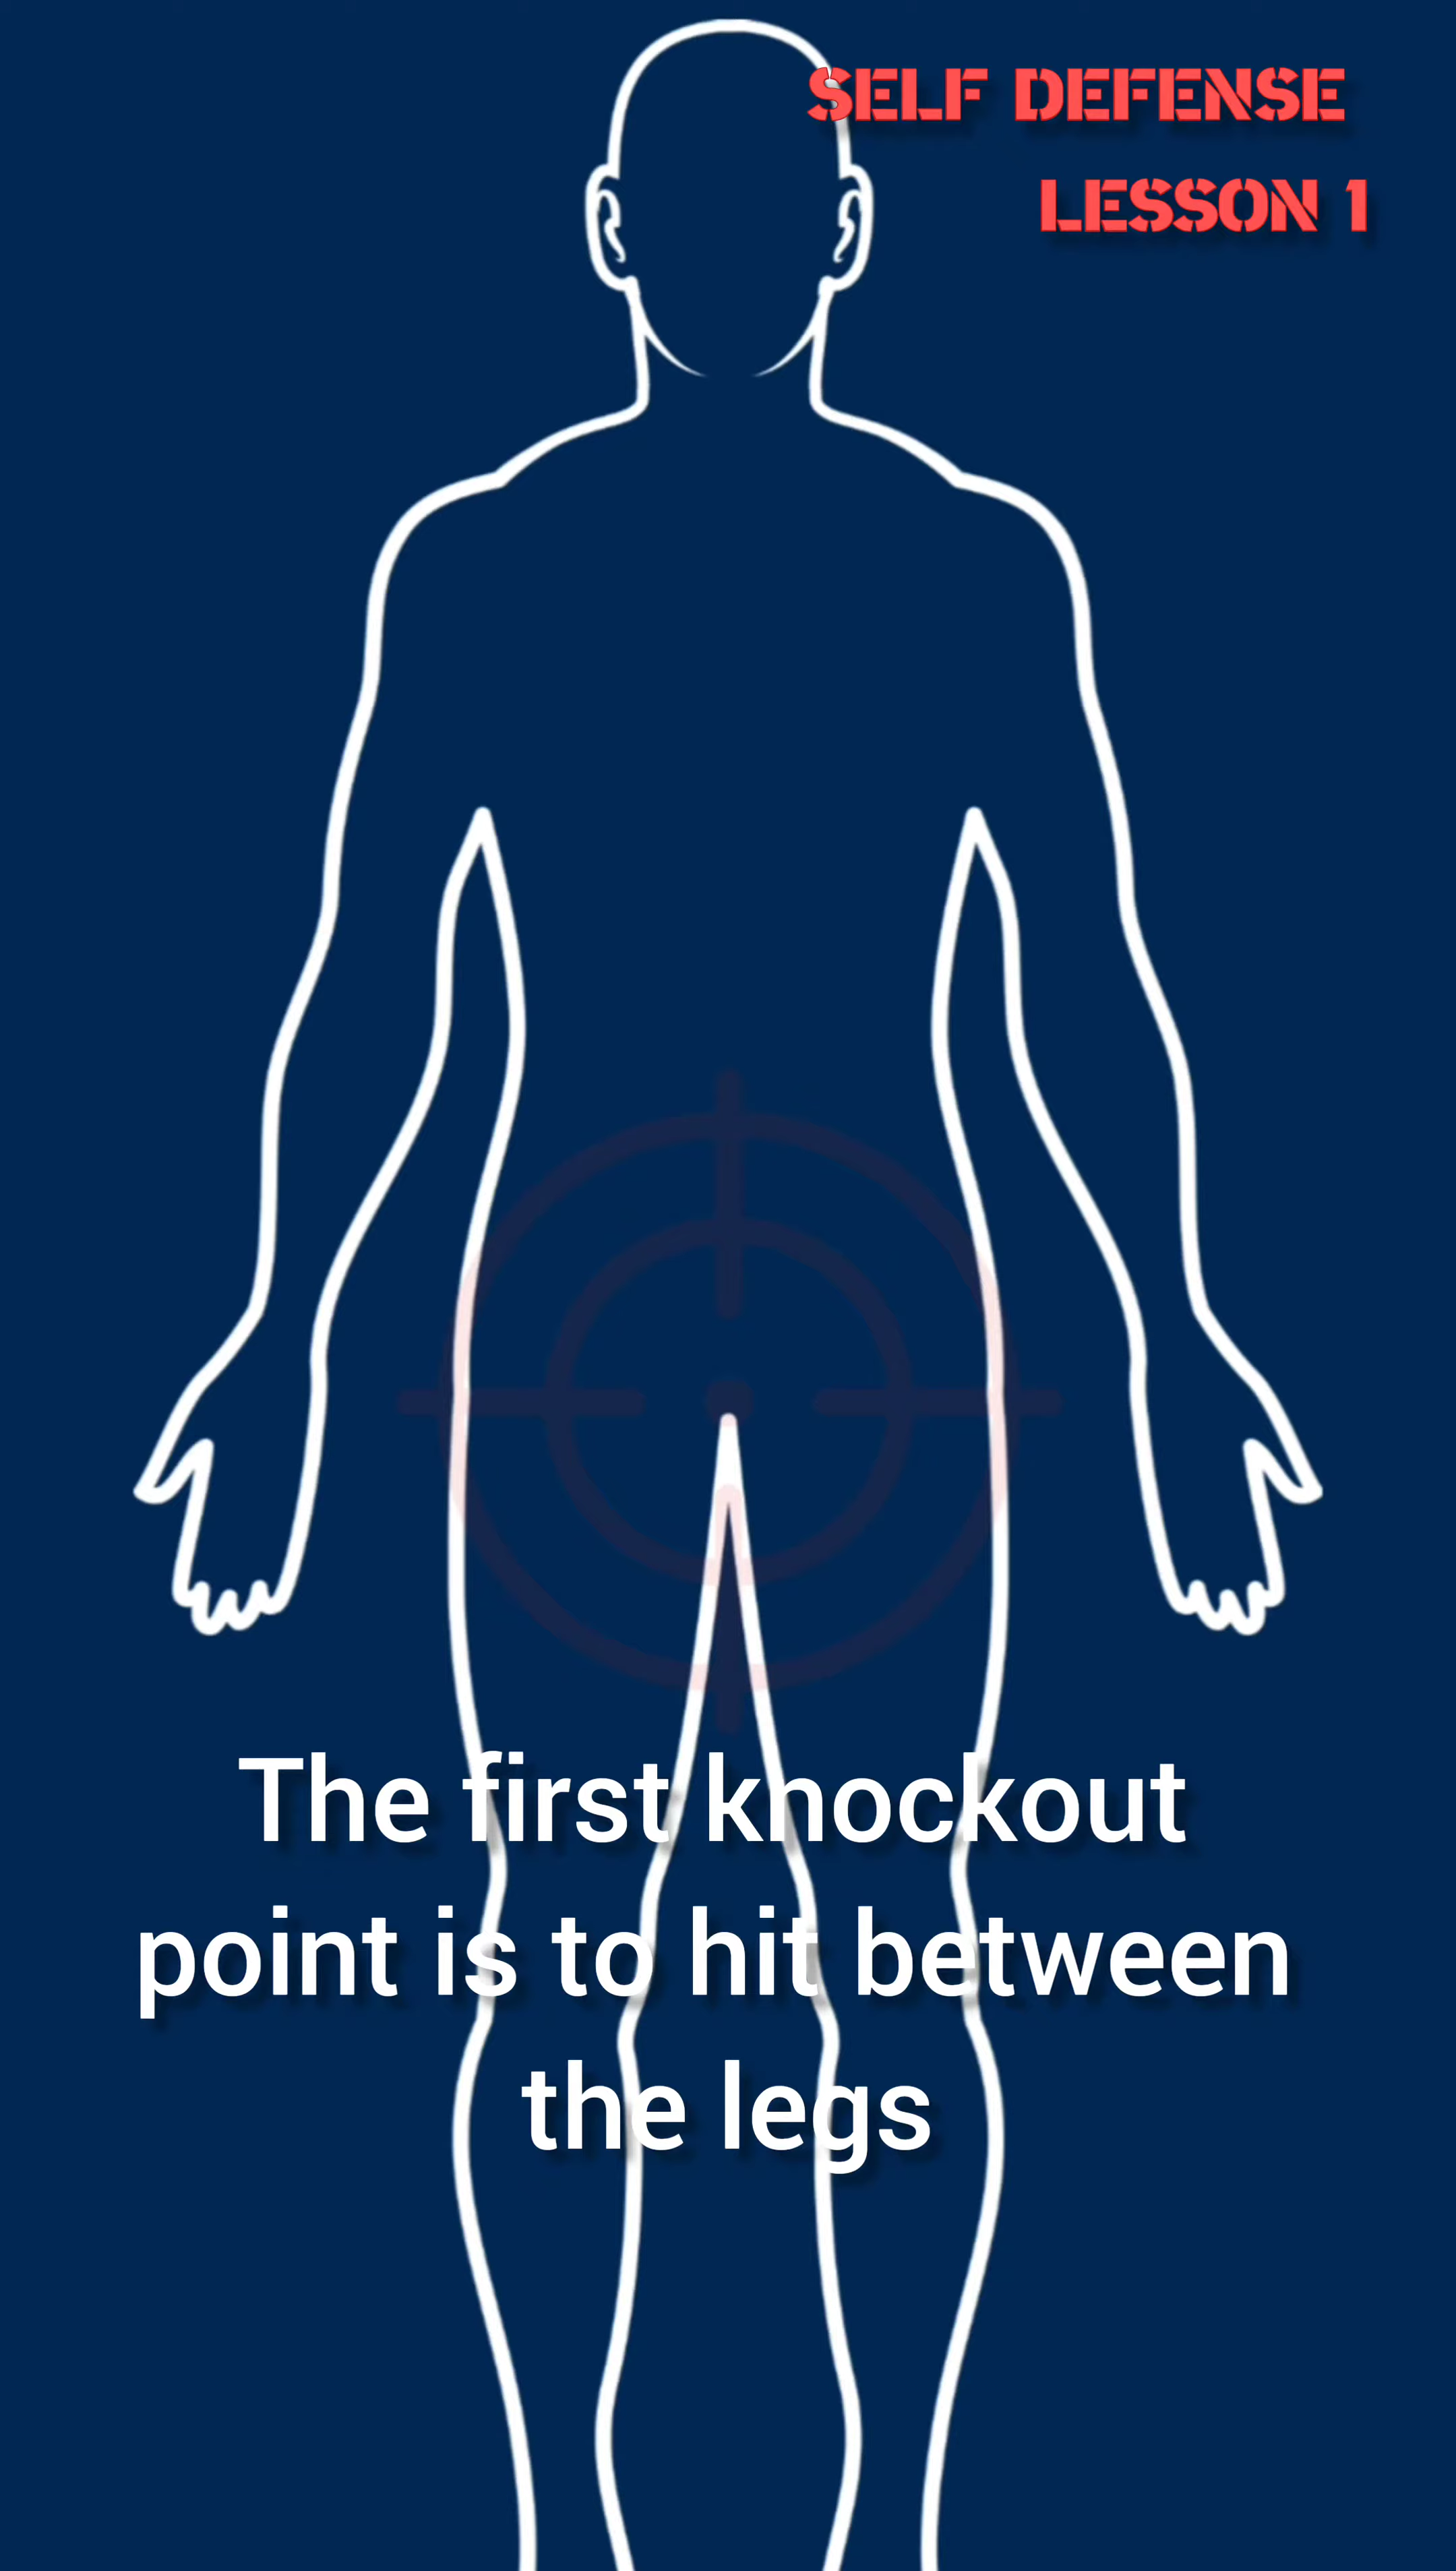 SELF DEFENSE
LESSON 1
The first knockout
point is to hit between
the legs